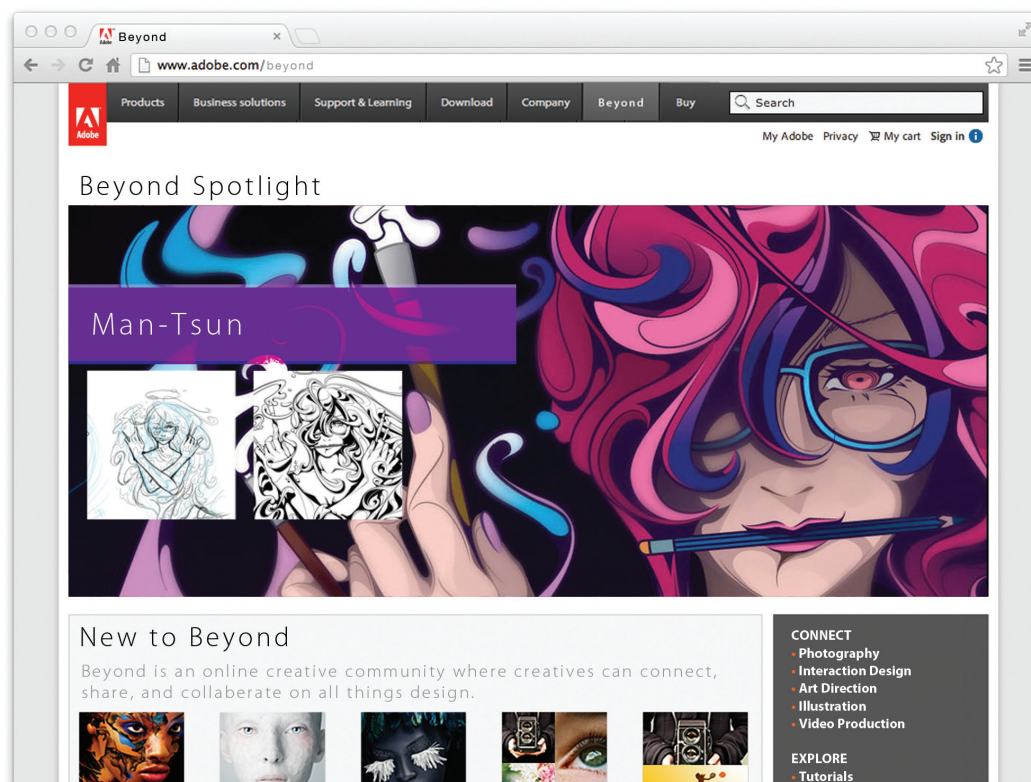 Beyond
www.adobe.com/beyond
Adobe
Products
Business solutions
Support & Learning
Download
Company
Beyond
Buy
Search
Adobe
My Adobe
Privacy
My cart
Sign in
Beyond Spotlight
Man-Tsun
New to Beyond
Beyond is an online creative community where creatives can connect,
share, and collaberate on all things design.
CONNECT
Photography
Interaction Design
Art Direction
Illustration
Video Production
EXPLORE
Tutorials